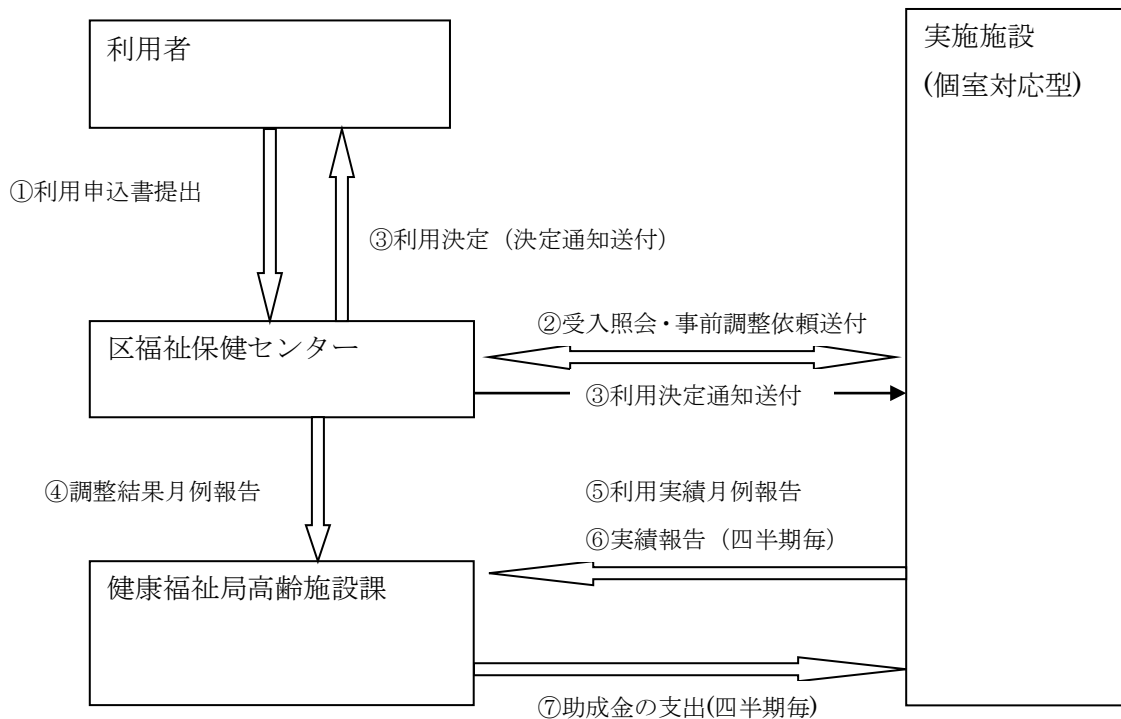 利用者
実施施設
(個室対応型)
①利用申込書提出
③利用決定（決定通知送付）
区福祉保健センター
②受入照会・事前調整依頼送付
③利用決定通知送付
④調整結果月例報告
⑤利用実績月例報告
⑥実績報告（四半期毎）
健康福祉局高齢施設課
⑦助成金の支出(四半期毎)